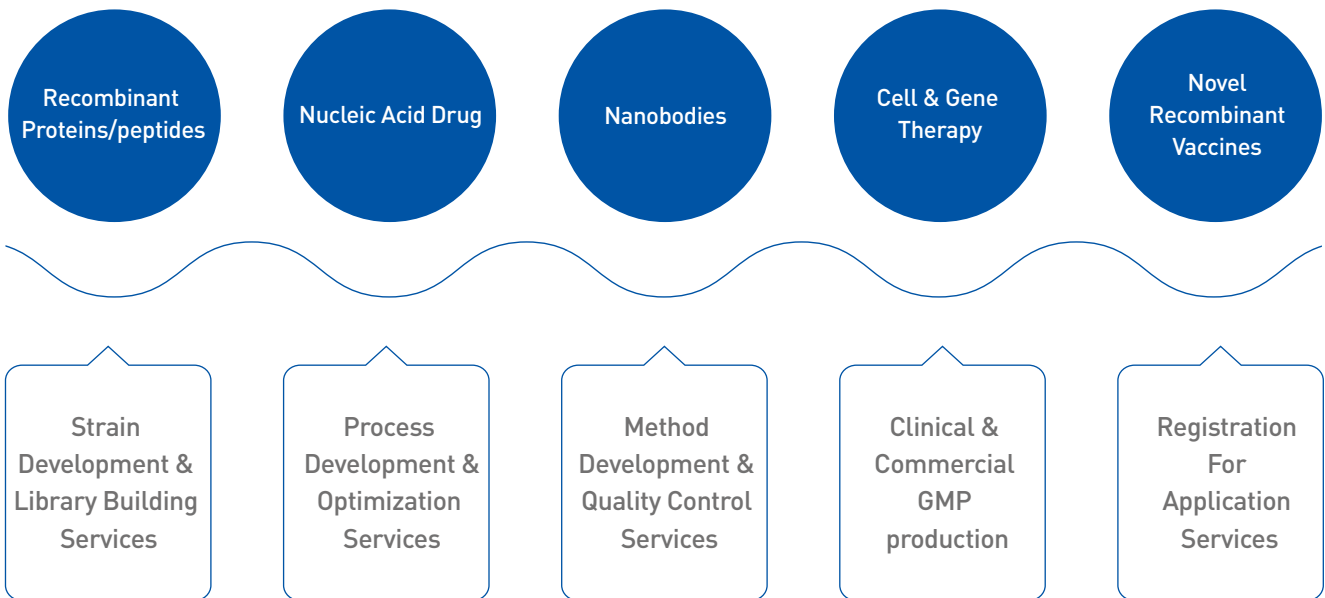 Recombinant
Proteins/peptides
Nucleic Acid Drug
Nanobodies
Cell & Gene
Therapy
Novel
Recombinant
Vaccines
Strain
Development &
Library Building
Services
Process
Development &
Optimization
Services
Method
Development &
Quality Control
Services
Clinical &
Commercial
GMP
production
Registration
For
Application
Services